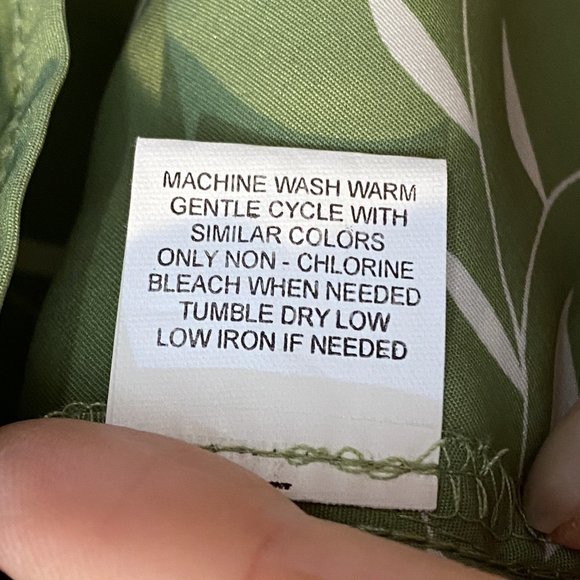 MACHINE WASH WARM
GENTLE CYCLE WITH
SIMILAR COLORS
ONLY NON - CHLORINE
BLEACH WHEN NEEDED
TUMBLE DRY LOW
LOW IRON IF NEEDED